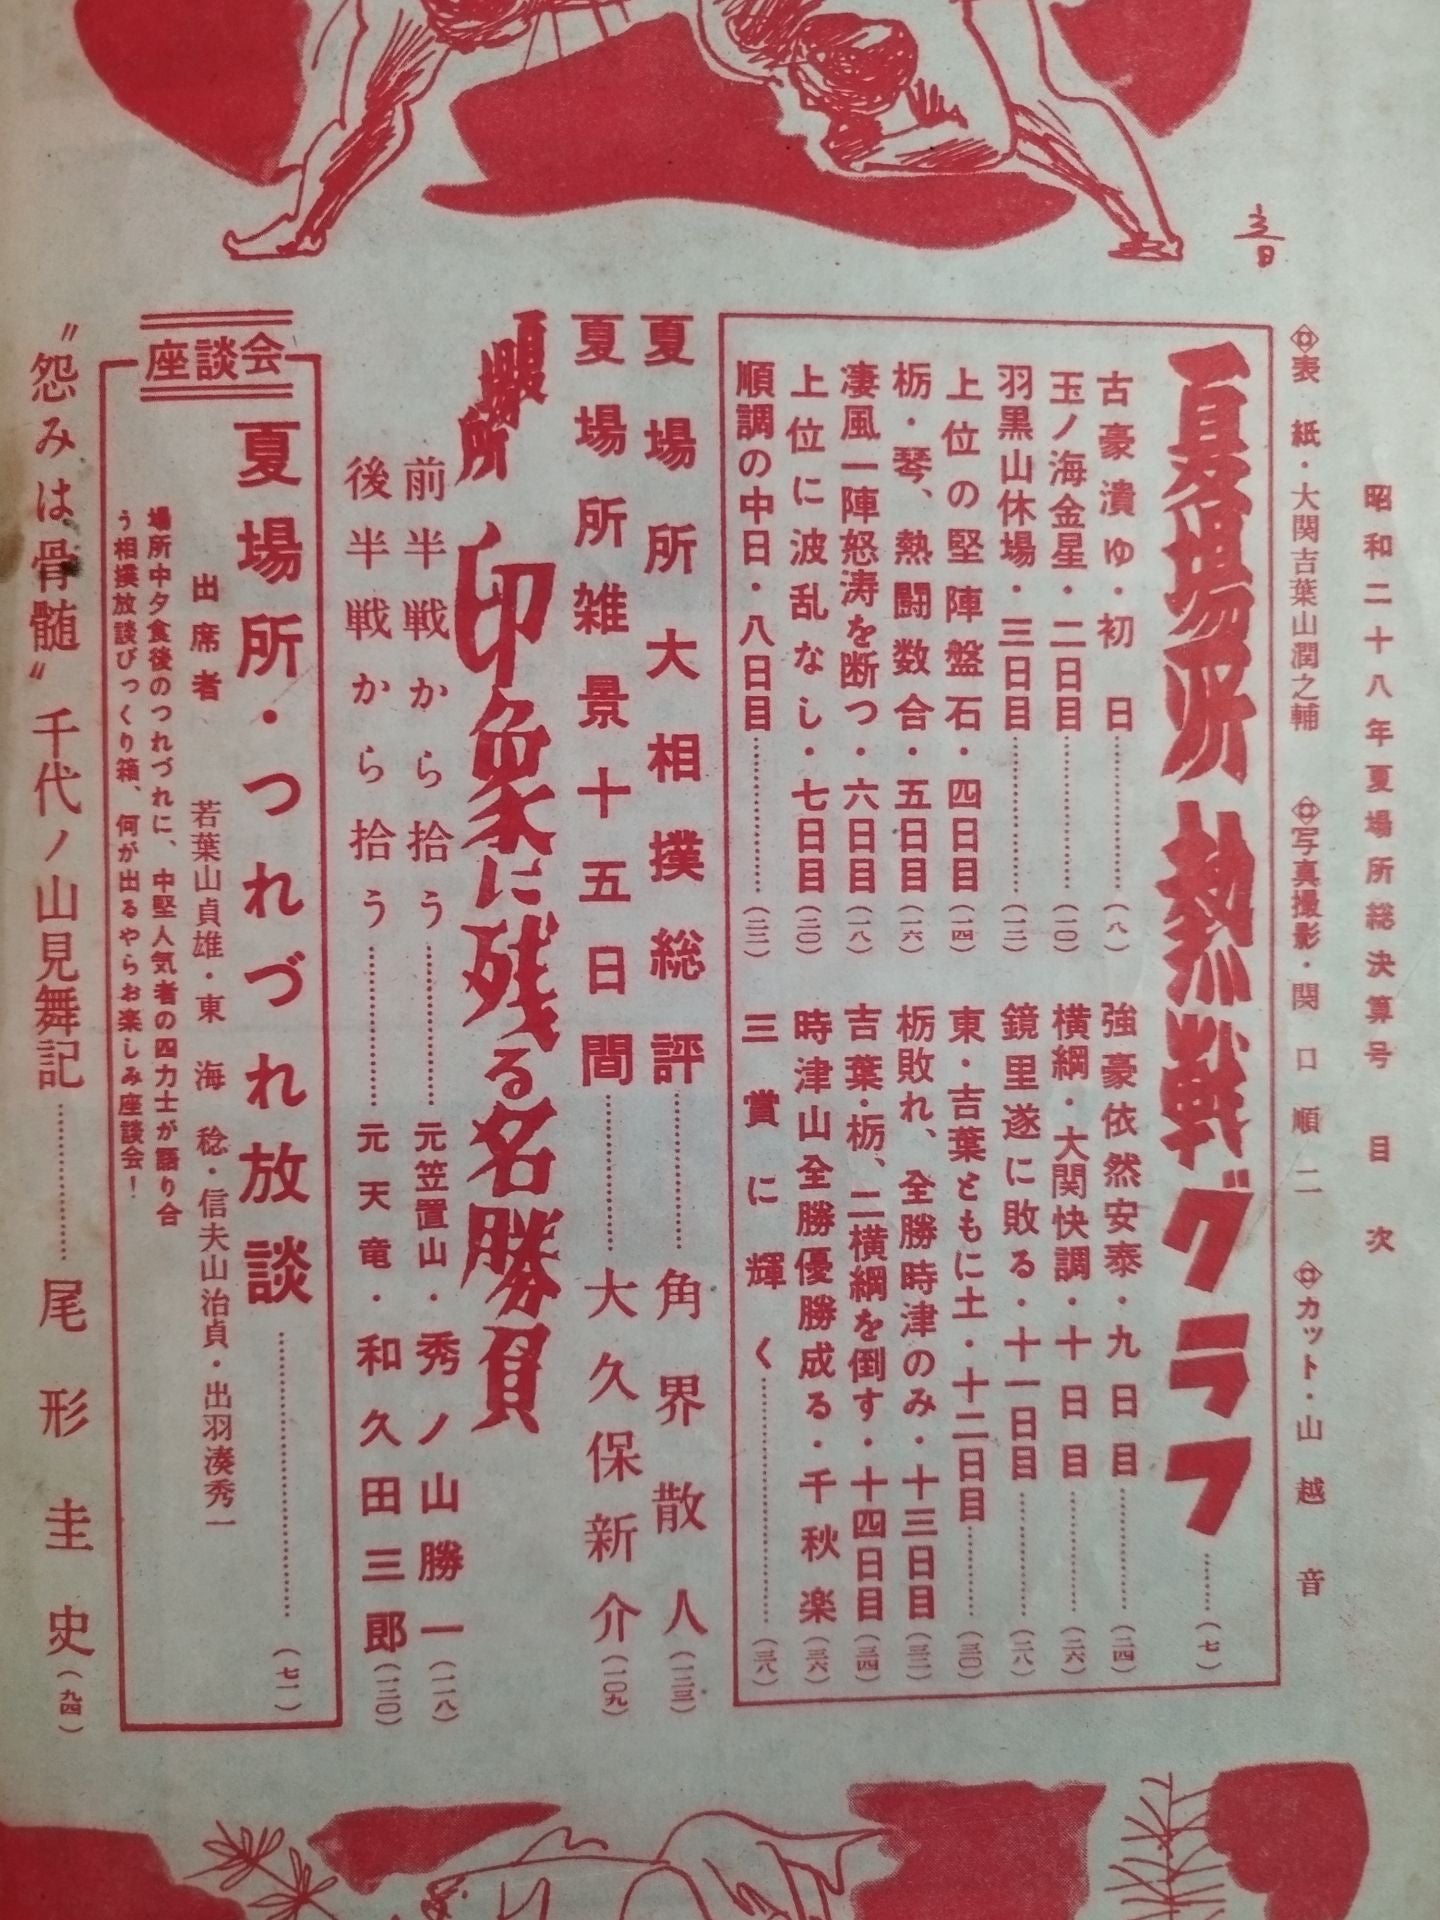 昭和二十八年夏場所総決算号 目次
表紙・大関吉葉山潤之輔 写真撮影・関口順二 カット・山越音
夏場所熱戦グラフ……(七)
古豪潰ゆ・初日……(八)
玉ノ海金星・二日目……(一〇)
羽黒山休場・三日目……(一二)
上位の堅陣盤石・四日目……(一四)
栃・琴、熱闘数合・五日目……(一六)
凄風一陣怒涛を断つ・六日目……(一八)
上位に波乱なし・七日目……(二〇)
順調の中日・八日目……(二二)
強豪依然安泰・九日目……(二四)
横綱・大関快調・十日目……(二六)
鏡里遂に敗る・十一日目……(二八)
東・吉葉ともに土・十二日目……(三〇)
栃敗れ、全勝時津のみ・十三日目(三二)
吉葉・栃、二横綱を倒す・十四日目(三四)
時津山全勝優勝成る・千秋楽(三六)
三賞に輝く……(三八)
夏場所大相撲総評……角界散人(一二三)
夏場所雑景十五日間……大久保新介(一〇九)
夏場所 印象に残る名勝負
前半戦から拾う……元笠置山・秀ノ山勝一(一一八)
後半戦から拾う……元天竜・和久田三郎(一二〇)
座談会
夏場所・つれづれ放談……(七一)
出席者 若葉山貞雄・東海稔・信夫山治貞・出羽湊秀一
場所中夕食後のつれづれに、中堅人気者の四力士が語り合
う相撲放談びっくり箱、何が出るやらお楽しみ座談会！
〝怨みは骨髄〟千代ノ山見舞記……尾形圭史(九四)